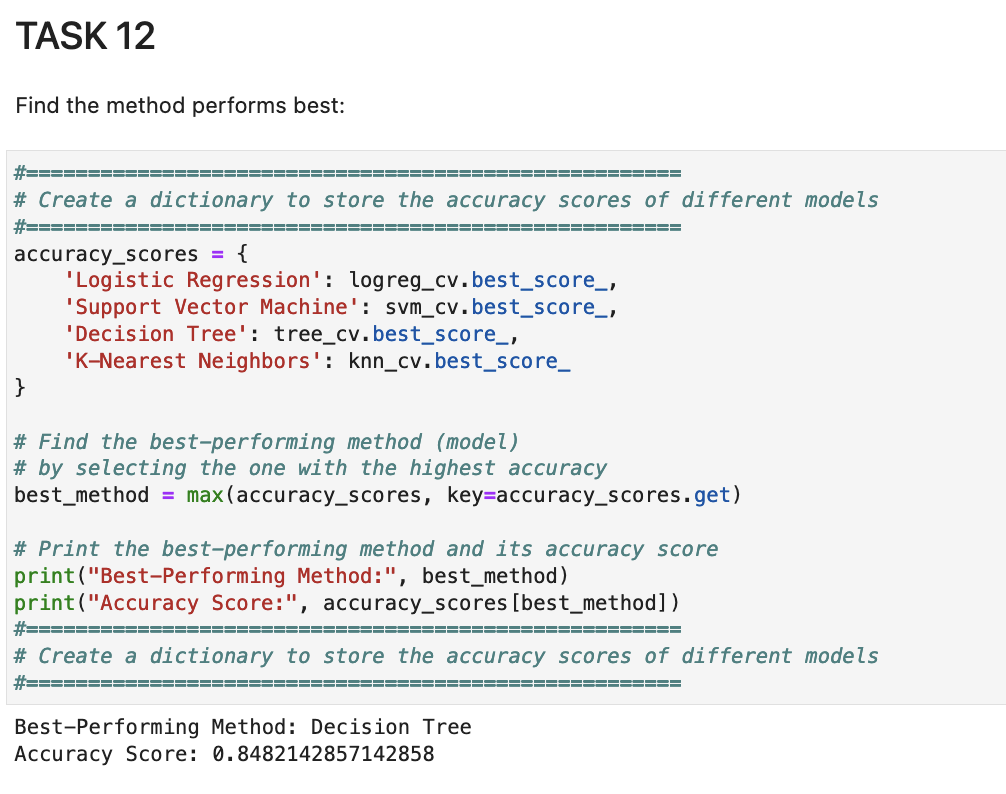 TASK 12
Find the method performs best:
#=====================================================
# Create a dictionary to store the accuracy scores of different models
#=====================================================
accuracy_scores = {
    'Logistic Regression': logreg_cv.best_score_,
    'Support Vector Machine': svm_cv.best_score_,
    'Decision Tree': tree_cv.best_score_,
    'K-Nearest Neighbors': knn_cv.best_score_
}
# Find the best-performing method (model)
# by selecting the one with the highest accuracy
best_method = max(accuracy_scores, key=accuracy_scores.get)
# Print the best-performing method and its accuracy score
print("Best-Performing Method:", best_method)
print("Accuracy Score:", accuracy_scores[best_method])
#=====================================================
# Create a dictionary to store the accuracy scores of different models
#=====================================================
Best-Performing Method: Decision Tree
Accuracy Score: 0.8482142857142858